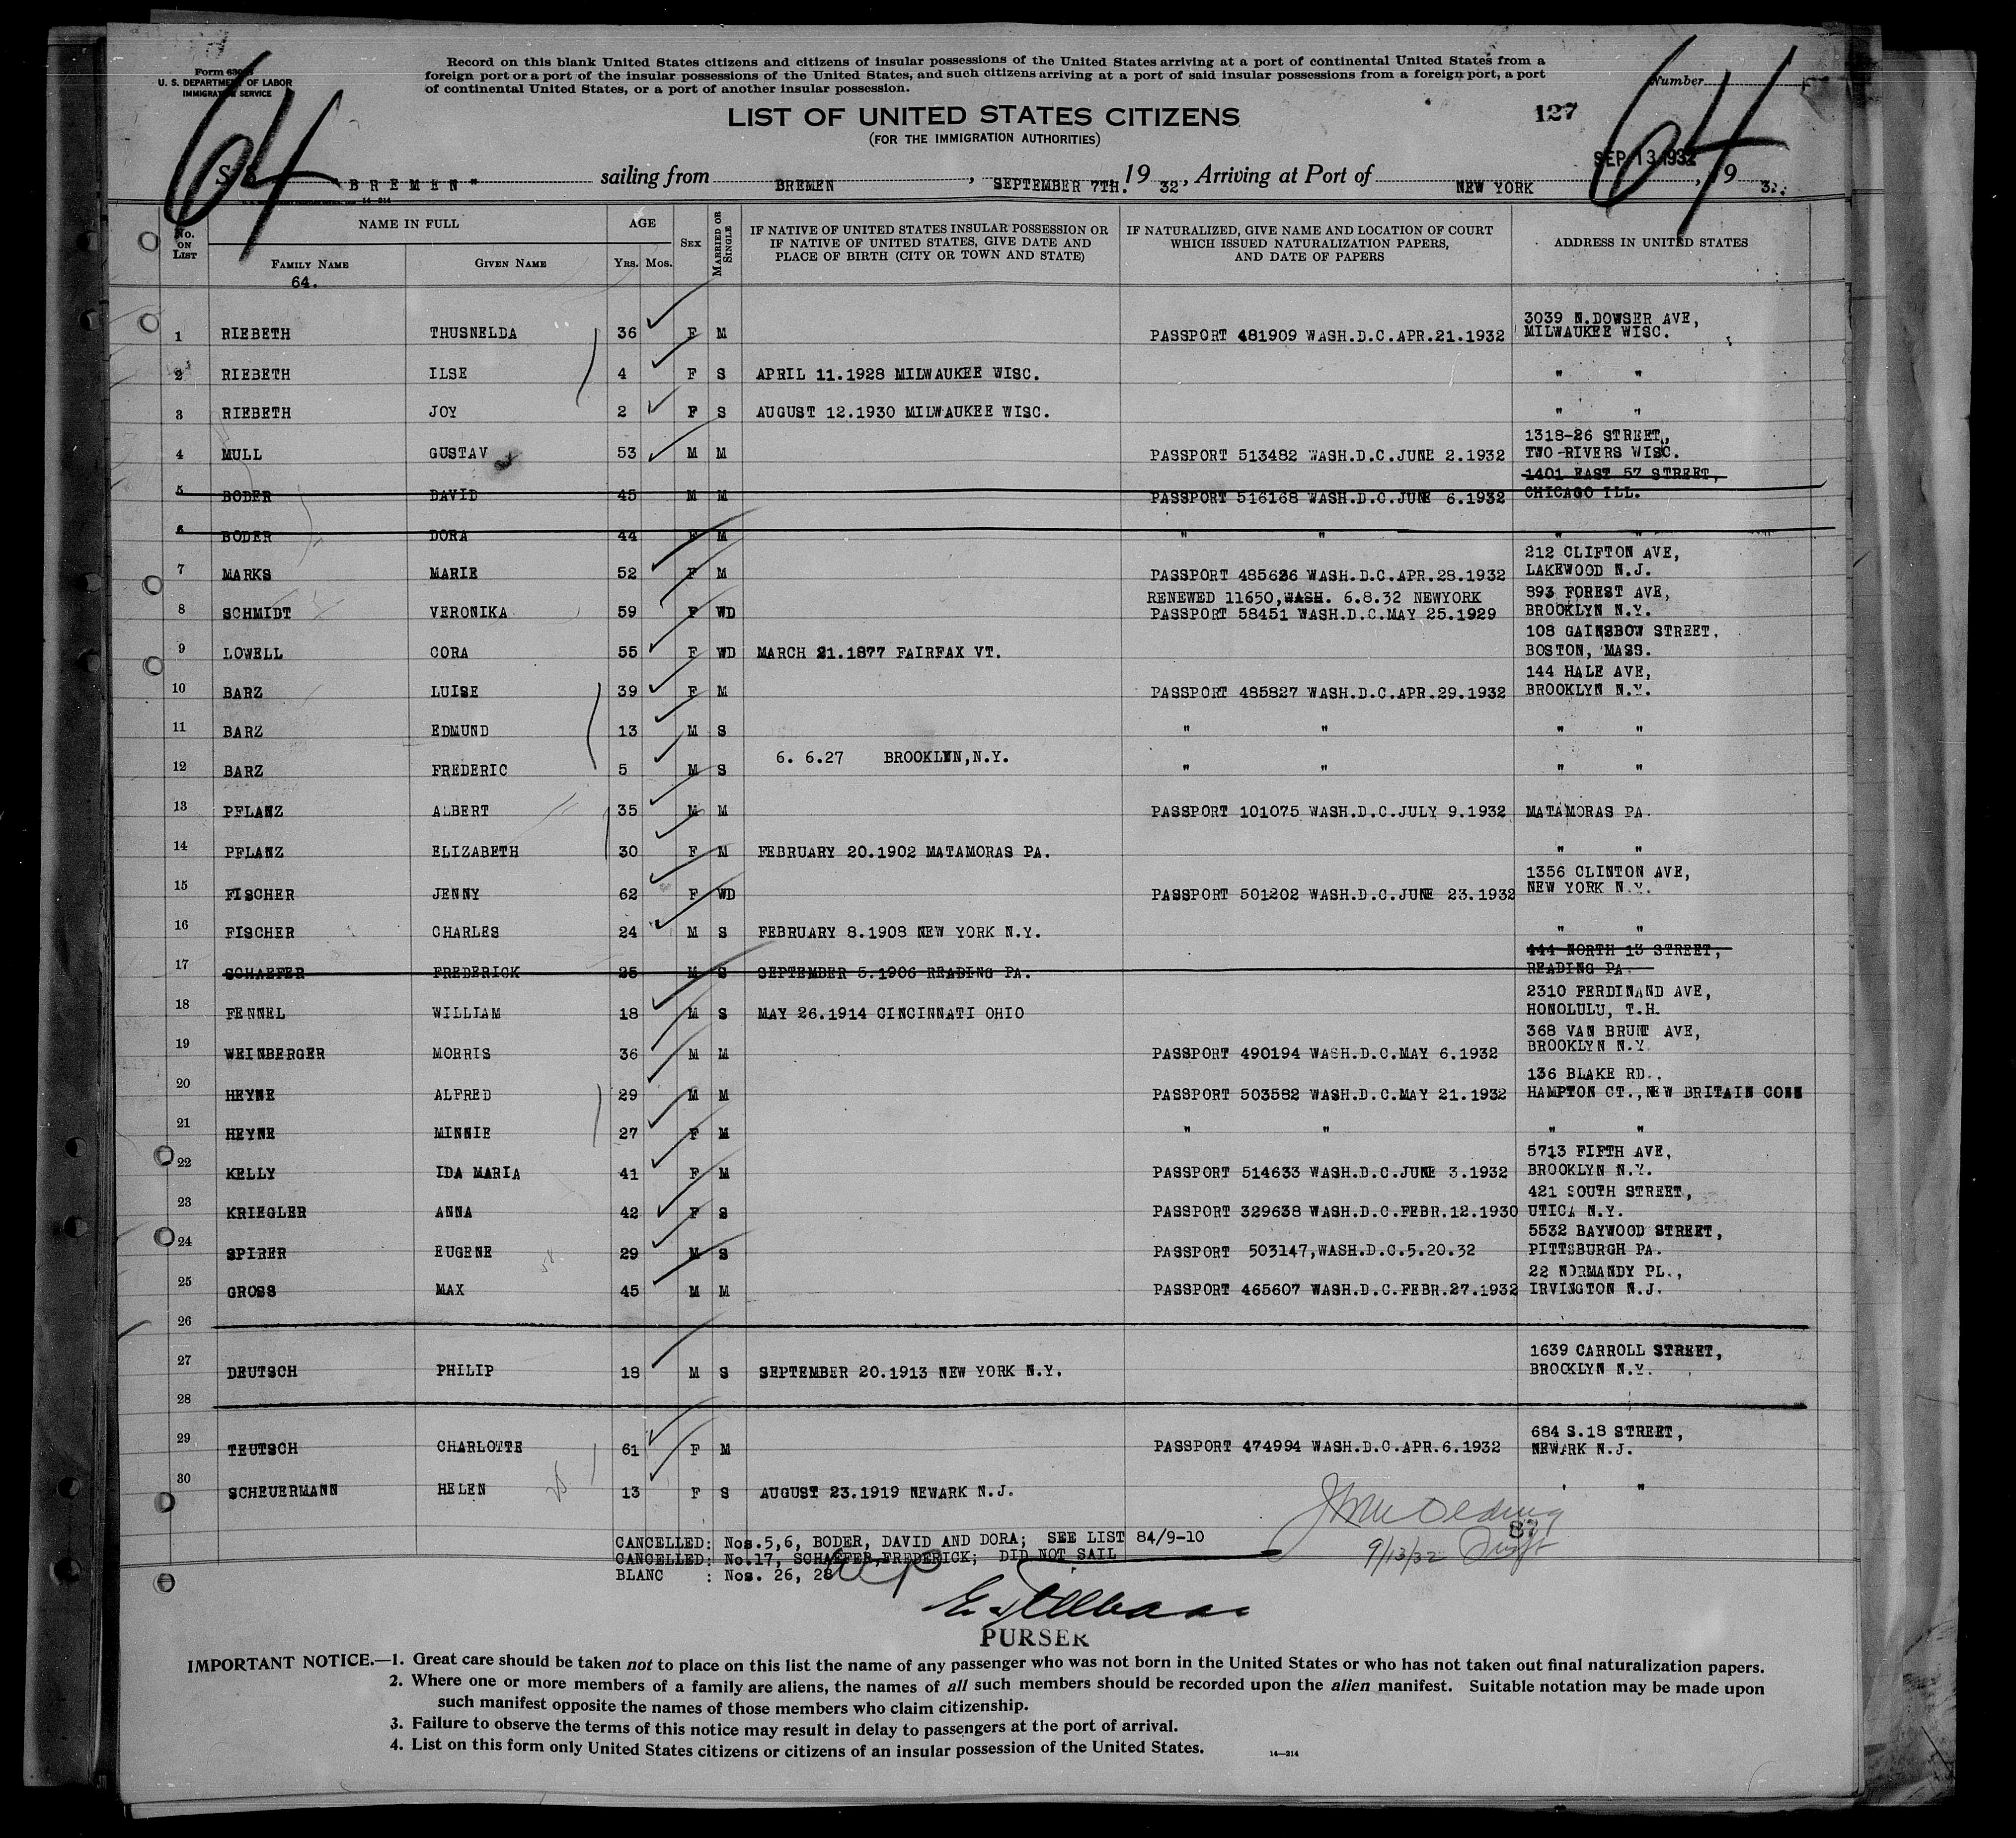 Form 630
U. S. DEPARTMENT OF LABOR
IMMIGRATION SERVICE
Record on this blank United States citizens and citizens of insular possessions of the United States arriving at a port of continental United States from a
foreign port or a port of the insular possessions of the United States, and such citizens arriving at a port of said insular possessions from a foreign port, a port
of continental United States, or a port of another insular possession.
Number
64
64
127
LIST OF UNITED STATES CITIZENS
(FOR THE IMMIGRATION AUTHORITIES)
SEP 13 1932
S. S. "BREMEN" sailing from BREMEN, SEPTEMBER 7TH. 19 32, Arriving at Port of NEW YORK, 19 32.
14—214
No. ON LIST NAME IN FULL AGE SEX MARRIED OR SINGLE IF NATIVE OF UNITED STATES INSULAR POSSESSION OR IF NATIVE OF UNITED STATES, GIVE DATE AND PLACE OF BIRTH (CITY OR TOWN AND STATE) IF NATURALIZED, GIVE NAME AND LOCATION OF COURT WHICH ISSUED NATURALIZATION PAPERS, AND DATE OF PAPERS ADDRESS IN UNITED STATES
FAMILY NAME GIVEN NAME YRS. MOS.
64.
3039 N.DOWSER AVE,
1 RIEBETH THUSNELDA 36 F M PASSPORT 481909 WASH.D.C.APR.21.1932 MILWAUKEE WISC.
2 RIEBETH ILSE 4 F S APRIL 11.1928 MILWAUKEE WISC. " "
3 RIEBETH JOY 2 F S AUGUST 12.1930 MILWAUKEE WISC. " "
1318-26 STREET,
4 MULL GUSTAV 53 M M PASSPORT 513482 WASH.D.C.JUNE 2.1932 TWO-RIVERS WISC.
1401 EAST 57 STREET,
5 BODER DAVID 45 M M PASSPORT 516168 WASH.D.C.JUNE 6.1932 CHICAGO ILL.
6 BODER DORA 44 F M " " " "
212 CLIFTON AVE,
7 MARKS MARIE 52 F M PASSPORT 485626 WASH.D.C.APR.28.1932 LAKEWOOD N.J.
RENEWED 11650,WASH. 6.8.32 NEWYORK 893 FOREST AVE,
8 SCHMIDT VERONIKA 59 F WD PASSPORT 58451 WASH.D.C.MAY 25.1929 BROOKLYN N.Y.
108 GAINSBOW STREET,
9 LOWELL CORA 55 F WD MARCH 21.1877 FAIRFAX VT. BOSTON, MASS.
144 HALE AVE,
10 BARZ LUISE 39 F M PASSPORT 485827 WASH.D.C.APR.29.1932 BROOKLYN N.Y.
11 BARZ EDMUND 13 M S " " " "
12 BARZ FREDERIC 5 M S 6. 6.27 BROOKLYN,N.Y. " " " "
13 PFLANZ ALBERT 35 M M PASSPORT 101075 WASH.D.C.JULY 9.1932 MATAMORAS PA.
14 PFLANZ ELIZABETH 30 F M FEBRUARY 20.1902 MATAMORAS PA. " "
1356 CLINTON AVE,
15 FISCHER JENNY 62 F WD PASSPORT 501202 WASH.D.C.JUNE 23.1932 NEW YORK N.Y.
16 FISCHER CHARLES 24 M S FEBRUARY 8.1908 NEW YORK N.Y. " "
444 NORTH 13 STREET,
17 SCHAEFER FREDERICK 25 M S SEPTEMBER 5.1906 READING PA. READING PA.
2310 FERDINAND AVE,
18 FENNEL WILLIAM 18 M S MAY 26.1914 CINCINNATI OHIO HONOLULU, T.H.
368 VAN BRUNT AVE,
19 WEINBERGER MORRIS 36 M M PASSPORT 490194 WASH.D.C.MAY 6.1932 BROOKLYN N.Y.
136 BLAKE RD.,
20 HEYNE ALFRED 29 M M PASSPORT 503582 WASH.D.C.MAY 21.1932 HAMPTON CT.,NEW BRITAIN CONN
21 HEYNE MINNIE 27 F M " " " "
5713 FIFTH AVE,
22 KELLY IDA MARIA 41 F M PASSPORT 514633 WASH.D.C.JUNE 3.1932 BROOKLYN N.Y.
421 SOUTH STREET,
23 KRIEGLER ANNA 42 F S PASSPORT 329638 WASH.D.C.FEBR.12.1930 UTICA N.Y.
5532 BAYWOOD STREET,
24 SPIRER EUGENE 29 M S PASSPORT 503147,WASH.D.C.5.20.32 PITTSBURGH PA.
22 NORMANDY PL.,
25 GROSS MAX 45 M M PASSPORT 465607 WASH.D.C.FEBR.27.1932 IRVINGTON N.J.
26
1639 CARROLL STREET,
27 DEUTSCH PHILIP 18 M S SEPTEMBER 20.1913 NEW YORK N.Y. BROOKLYN N.Y.
28
684 S.18 STREET,
29 TEUTSCH CHARLOTTE 61 F M PASSPORT 474994 WASH.D.C.APR.6.1932 NEWARK N.J.
30 SCHEUERMANN HELEN 13 F S AUGUST 23.1919 NEWARK N.J. " "
CANCELLED: Nos.5,6, BODER, DAVID AND DORA; SEE LIST 84/9-10
CANCELLED: No.17, SCHAEFER,FREDERICK; DID NOT SAIL
BLANC : Nos. 26, 28
87
9/13/32
PURSER
IMPORTANT NOTICE.—1. Great care should be taken not to place on this list the name of any passenger who was not born in the United States or who has not taken out final naturalization papers.
2. Where one or more members of a family are aliens, the names of all such members should be recorded upon the alien manifest. Suitable notation may be made upon
such manifest opposite the names of those members who claim citizenship.
3. Failure to observe the terms of this notice may result in delay to passengers at the port of arrival.
4. List on this form only United States citizens or citizens of an insular possession of the United States.
14—214